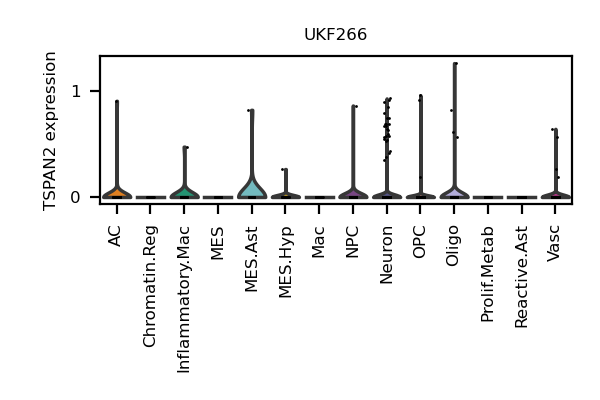 UKF266
TSPAN2 expression
1
0
AC
Chromatin.Reg
Inflammatory.Mac
MES
MES.Ast
MES.Hyp
Mac
NPC
Neuron
OPC
Oligo
Prolif.Metab
Reactive.Ast
Vasc